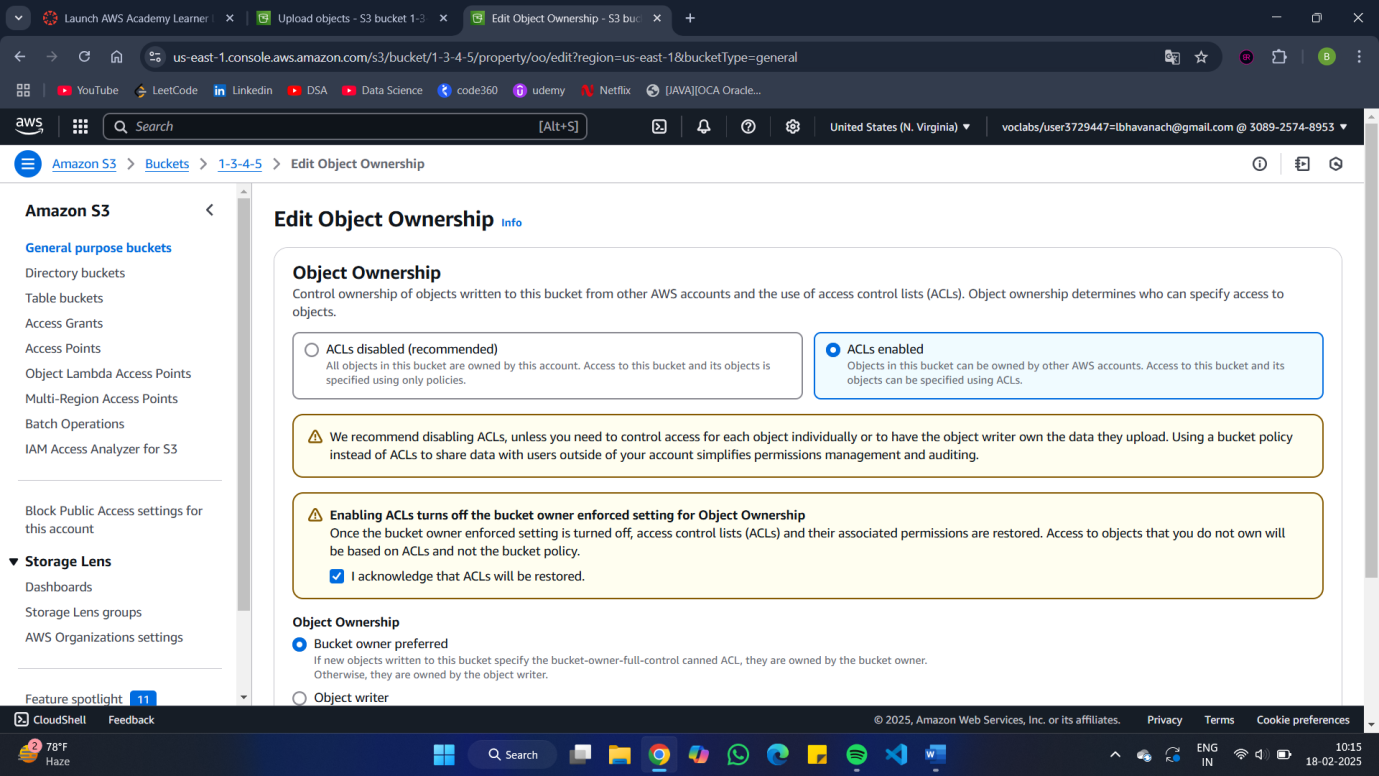 Launch AWS Academy Learner
Upload objects - S3 bucket 1-3-
Edit Object Ownership - S3 buc
us-east-1.console.aws.amazon.com/s3/bucket/1-3-4-5/property/oo/edit?region=us-east-1&bucketType=general
B
YouTube
LeetCode
Linkedin
DSA
Data Science
code360
udemy
Netflix
[JAVA][OCA Oracle...
aws
Search
[Alt+S]
United States (N. Virginia)
voclabs/user3729447=lbhavanach@gmail.com @ 3089-2574-8953
Amazon S3
Buckets
1-3-4-5
Edit Object Ownership
Amazon S3
General purpose buckets
Directory buckets
Table buckets
Access Grants
Access Points
Object Lambda Access Points
Multi-Region Access Points
Batch Operations
IAM Access Analyzer for S3
Block Public Access settings for
this account
Storage Lens
Dashboards
Storage Lens groups
AWS Organizations settings
Feature spotlight 11
Edit Object Ownership Info
Object Ownership
Control ownership of objects written to this bucket from other AWS accounts and the use of access control lists (ACLs). Object ownership determines who can specify access to
objects.
ACLs disabled (recommended)
All objects in this bucket are owned by this account. Access to this bucket and its objects is
specified using only policies.
ACLs enabled
Objects in this bucket can be owned by other AWS accounts. Access to this bucket and its
objects can be specified using ACLs.
We recommend disabling ACLs, unless you need to control access for each object individually or to have the object writer own the data they upload. Using a bucket policy
instead of ACLs to share data with users outside of your account simplifies permissions management and auditing.
Enabling ACLs turns off the bucket owner enforced setting for Object Ownership
Once the bucket owner enforced setting is turned off, access control lists (ACLs) and their associated permissions are restored. Access to objects that you do not own will
be based on ACLs and not the bucket policy.
I acknowledge that ACLs will be restored.
Object Ownership
Bucket owner preferred
If new objects written to this bucket specify the bucket-owner-full-control canned ACL, they are owned by the bucket owner.
Otherwise, they are owned by the object writer.
Object writer
CloudShell
Feedback
© 2025, Amazon Web Services, Inc. or its affiliates.
Privacy
Terms
Cookie preferences
2
78°F
Haze
Search
ENG
IN
10:15
18-02-2025